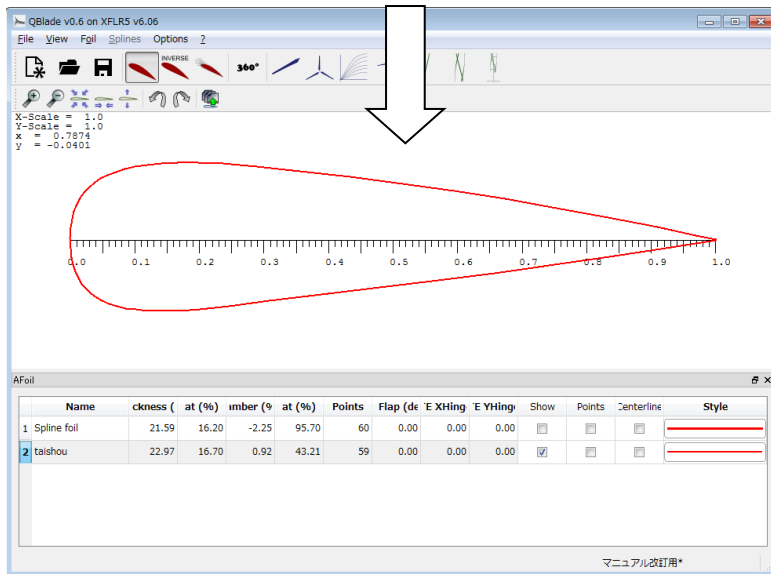 QBlade v0.6 on XFLR5 v6.06
File View Foil Splines Options ?
INVERSE
360°
X-Scale = 1.0
Y-Scale = 1.0
x = 0.7874
y = -0.0401
0.0 0.1 0.2 0.3 0.4 0.5 0.6 0.7 0.8 0.9 1.0
AFoil
Name ckness ( at (%) ımber (% at (%) Points Flap (de 'E XHing 'E YHing Show Points Centerline Style
1 Spline foil 21.59 16.20 -2.25 95.70 60 0.00 0.00 0.00
2 taishou 22.97 16.70 0.92 43.21 59 0.00 0.00 0.00
マニュアル改訂用*